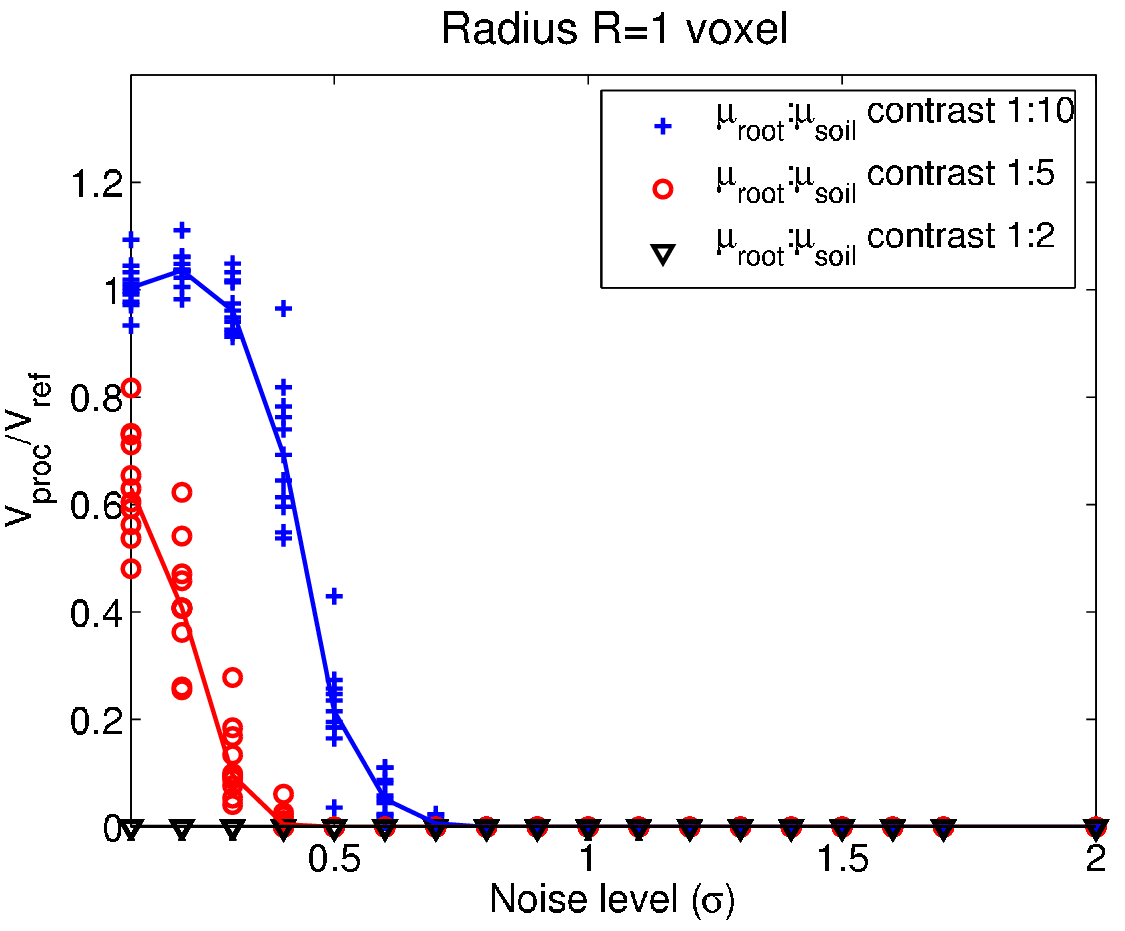 Radius R=1 voxel
μroot:μsoil contrast 1:10
μroot:μsoil contrast 1:5
μroot:μsoil contrast 1:2
1.2
1
0.8
0.6
0.4
0.2
0
Vproc/Vref
0.5 1 1.5 2
Noise level (σ)